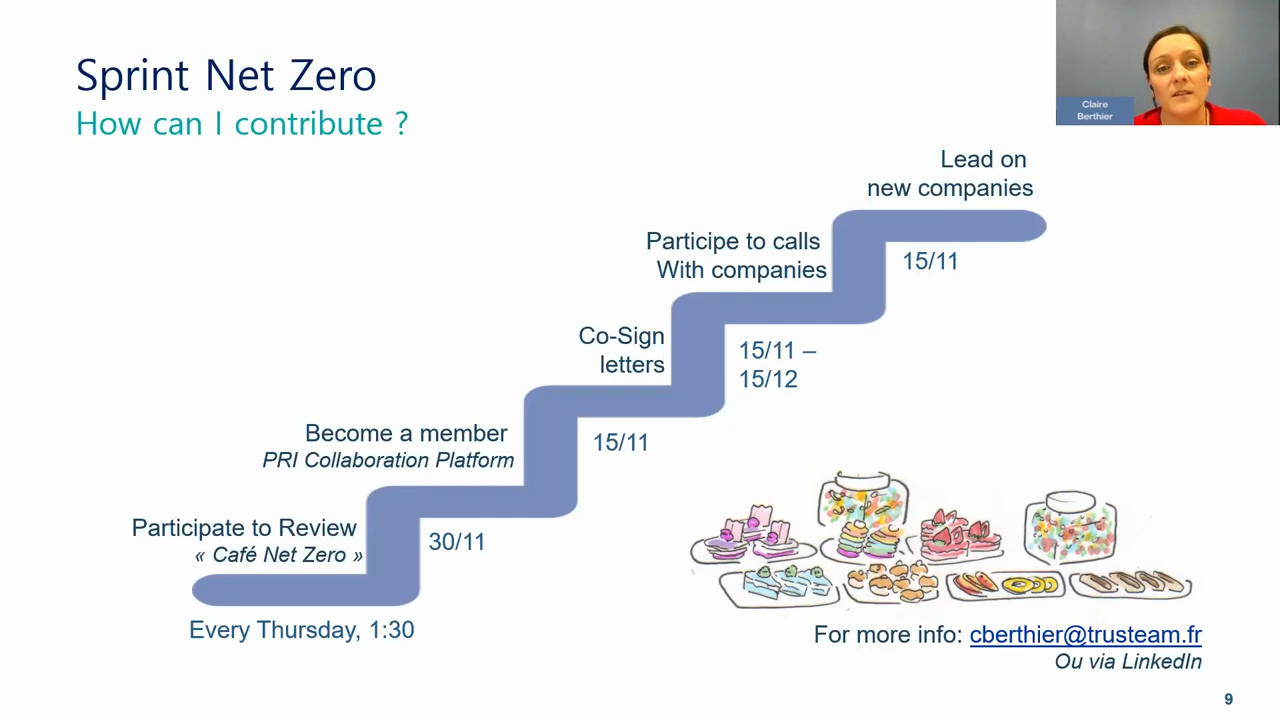 Sprint Net Zero
How can I contribute ?
Claire
Berthier
Lead on
new companies
15/11
Participe to calls
With companies
15/11 –
15/12
Co-Sign
letters
15/11
Become a member
PRI Collaboration Platform
30/11
Participate to Review
« Café Net Zero »
Every Thursday, 1:30
For more info: cberthier@trusteam.fr
Ou via LinkedIn
9